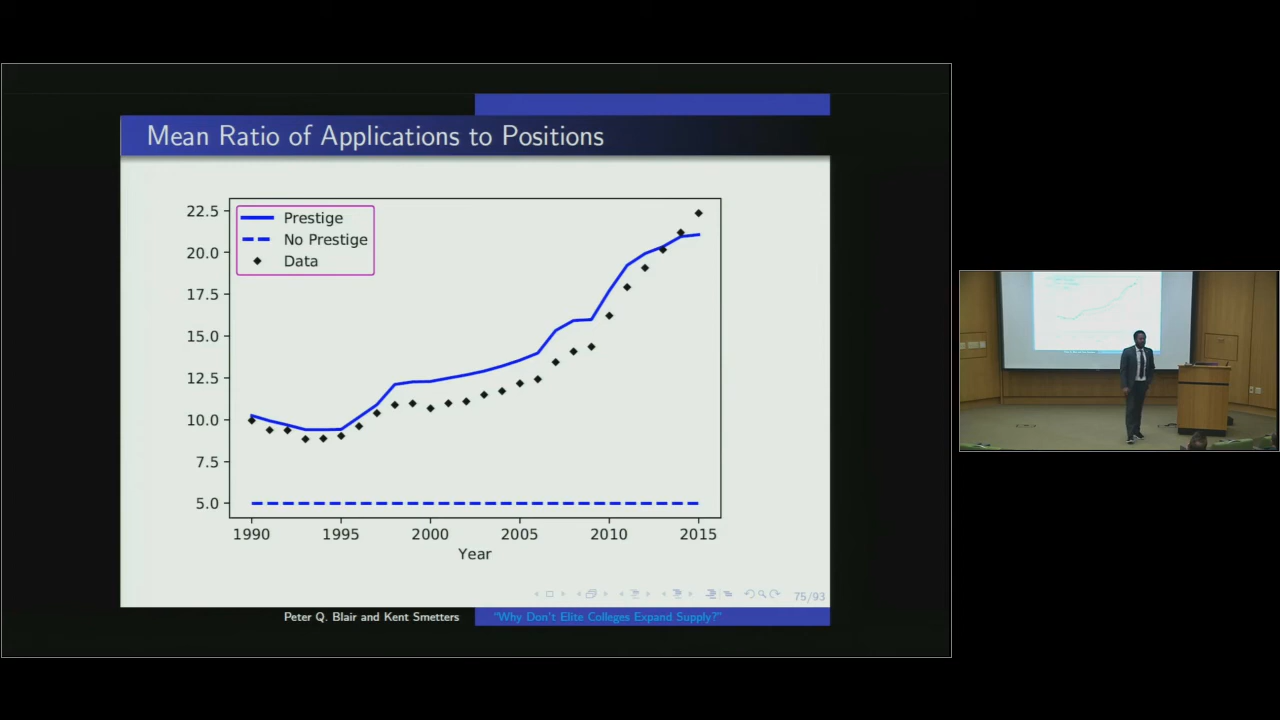 Mean Ratio of Applications to Positions
22.5
20.0
17.5
15.0
12.5
10.0
7.5
5.0
Prestige
No Prestige
Data
1990 1995 2000 2005 2010 2015
Year
75/93
Peter Q. Blair and Kent Smetters "Why Don't Elite Colleges Expand Supply?"